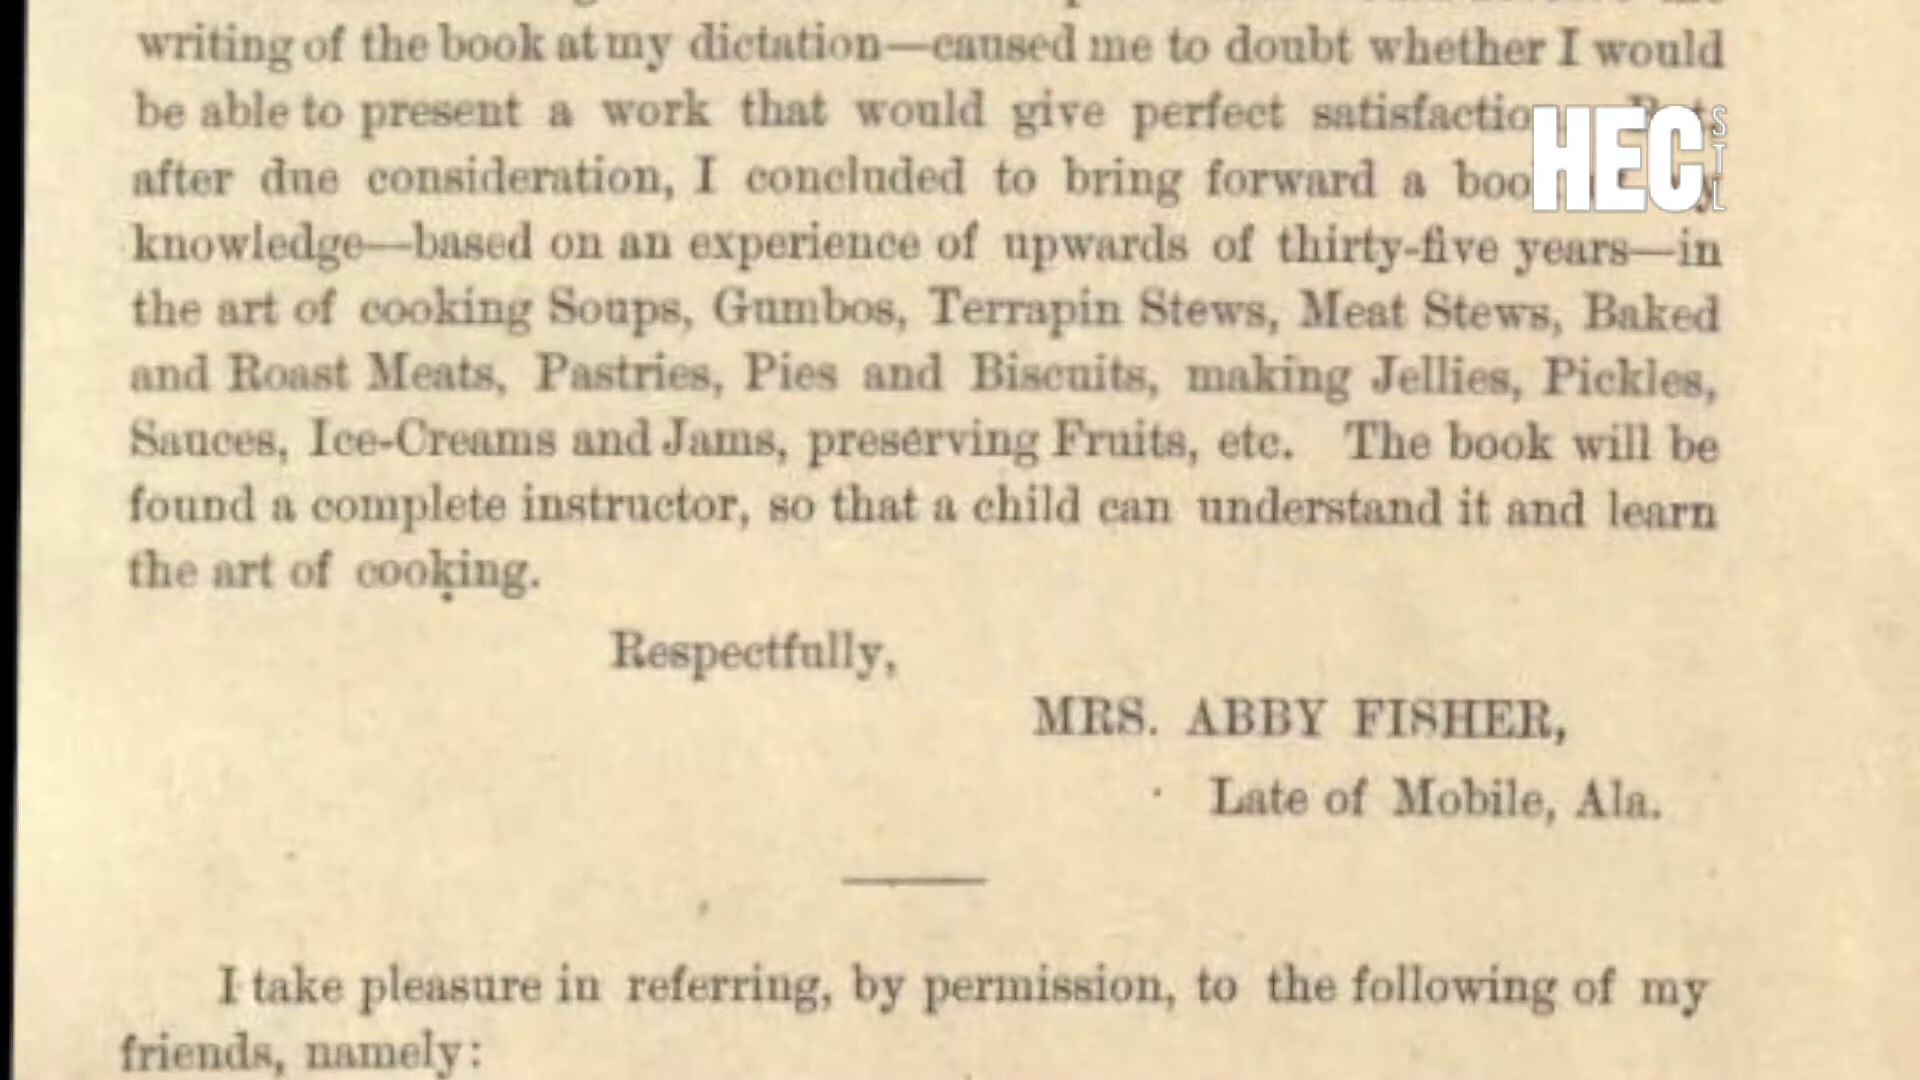 writing of the book at my dictation—caused me to doubt whether I would
be able to present a work that would give perfect satisfactio
after due consideration, I concluded to bring forward a boo
knowledge—based on an experience of upwards of thirty-five years—in
the art of cooking Soups, Gumbos, Terrapin Stews, Meat Stews, Baked
and Roast Meats, Pastries, Pies and Biscuits, making Jellies, Pickles,
Sauces, Ice-Creams and Jams, preserving Fruits, etc. The book will be
found a complete instructor, so that a child can understand it and learn
the art of cooking.
Respectfully,
MRS. ABBY FISHER,
Late of Mobile, Ala.
I take pleasure in referring, by permission, to the following of my
friends, namely:
HEC STL